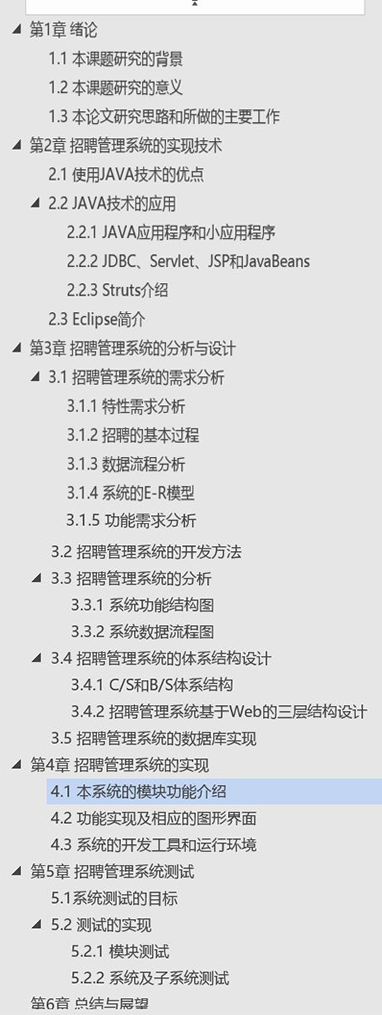 第1章 绪论
1.1 本课题研究的背景
1.2 本课题研究的意义
1.3 本论文研究思路和所做的主要工作
第2章 招聘管理系统的实现技术
2.1 使用JAVA技术的优点
2.2 JAVA技术的应用
2.2.1 JAVA应用程序和小应用程序
2.2.2 JDBC、Servlet、JSP和JavaBeans
2.2.3 Struts介绍
2.3 Eclipse简介
第3章 招聘管理系统的分析与设计
3.1 招聘管理系统的需求分析
3.1.1 特性需求分析
3.1.2 招聘的基本过程
3.1.3 数据流程分析
3.1.4 系统的E-R模型
3.1.5 功能需求分析
3.2 招聘管理系统的开发方法
3.3 招聘管理系统的分析
3.3.1 系统功能结构图
3.3.2 系统数据流程图
3.4 招聘管理系统的体系结构设计
3.4.1 C/S和B/S体系结构
3.4.2 招聘管理系统基于Web的三层结构设计
3.5 招聘管理系统的数据库实现
第4章 招聘管理系统的实现
4.1 本系统的模块功能介绍
4.2 功能实现及相应的图形界面
4.3 系统的开发工具和运行环境
第5章 招聘管理系统测试
5.1系统测试的目标
5.2 测试的实现
5.2.1 模块测试
5.2.2 系统及子系统测试
第6章 总结与展望